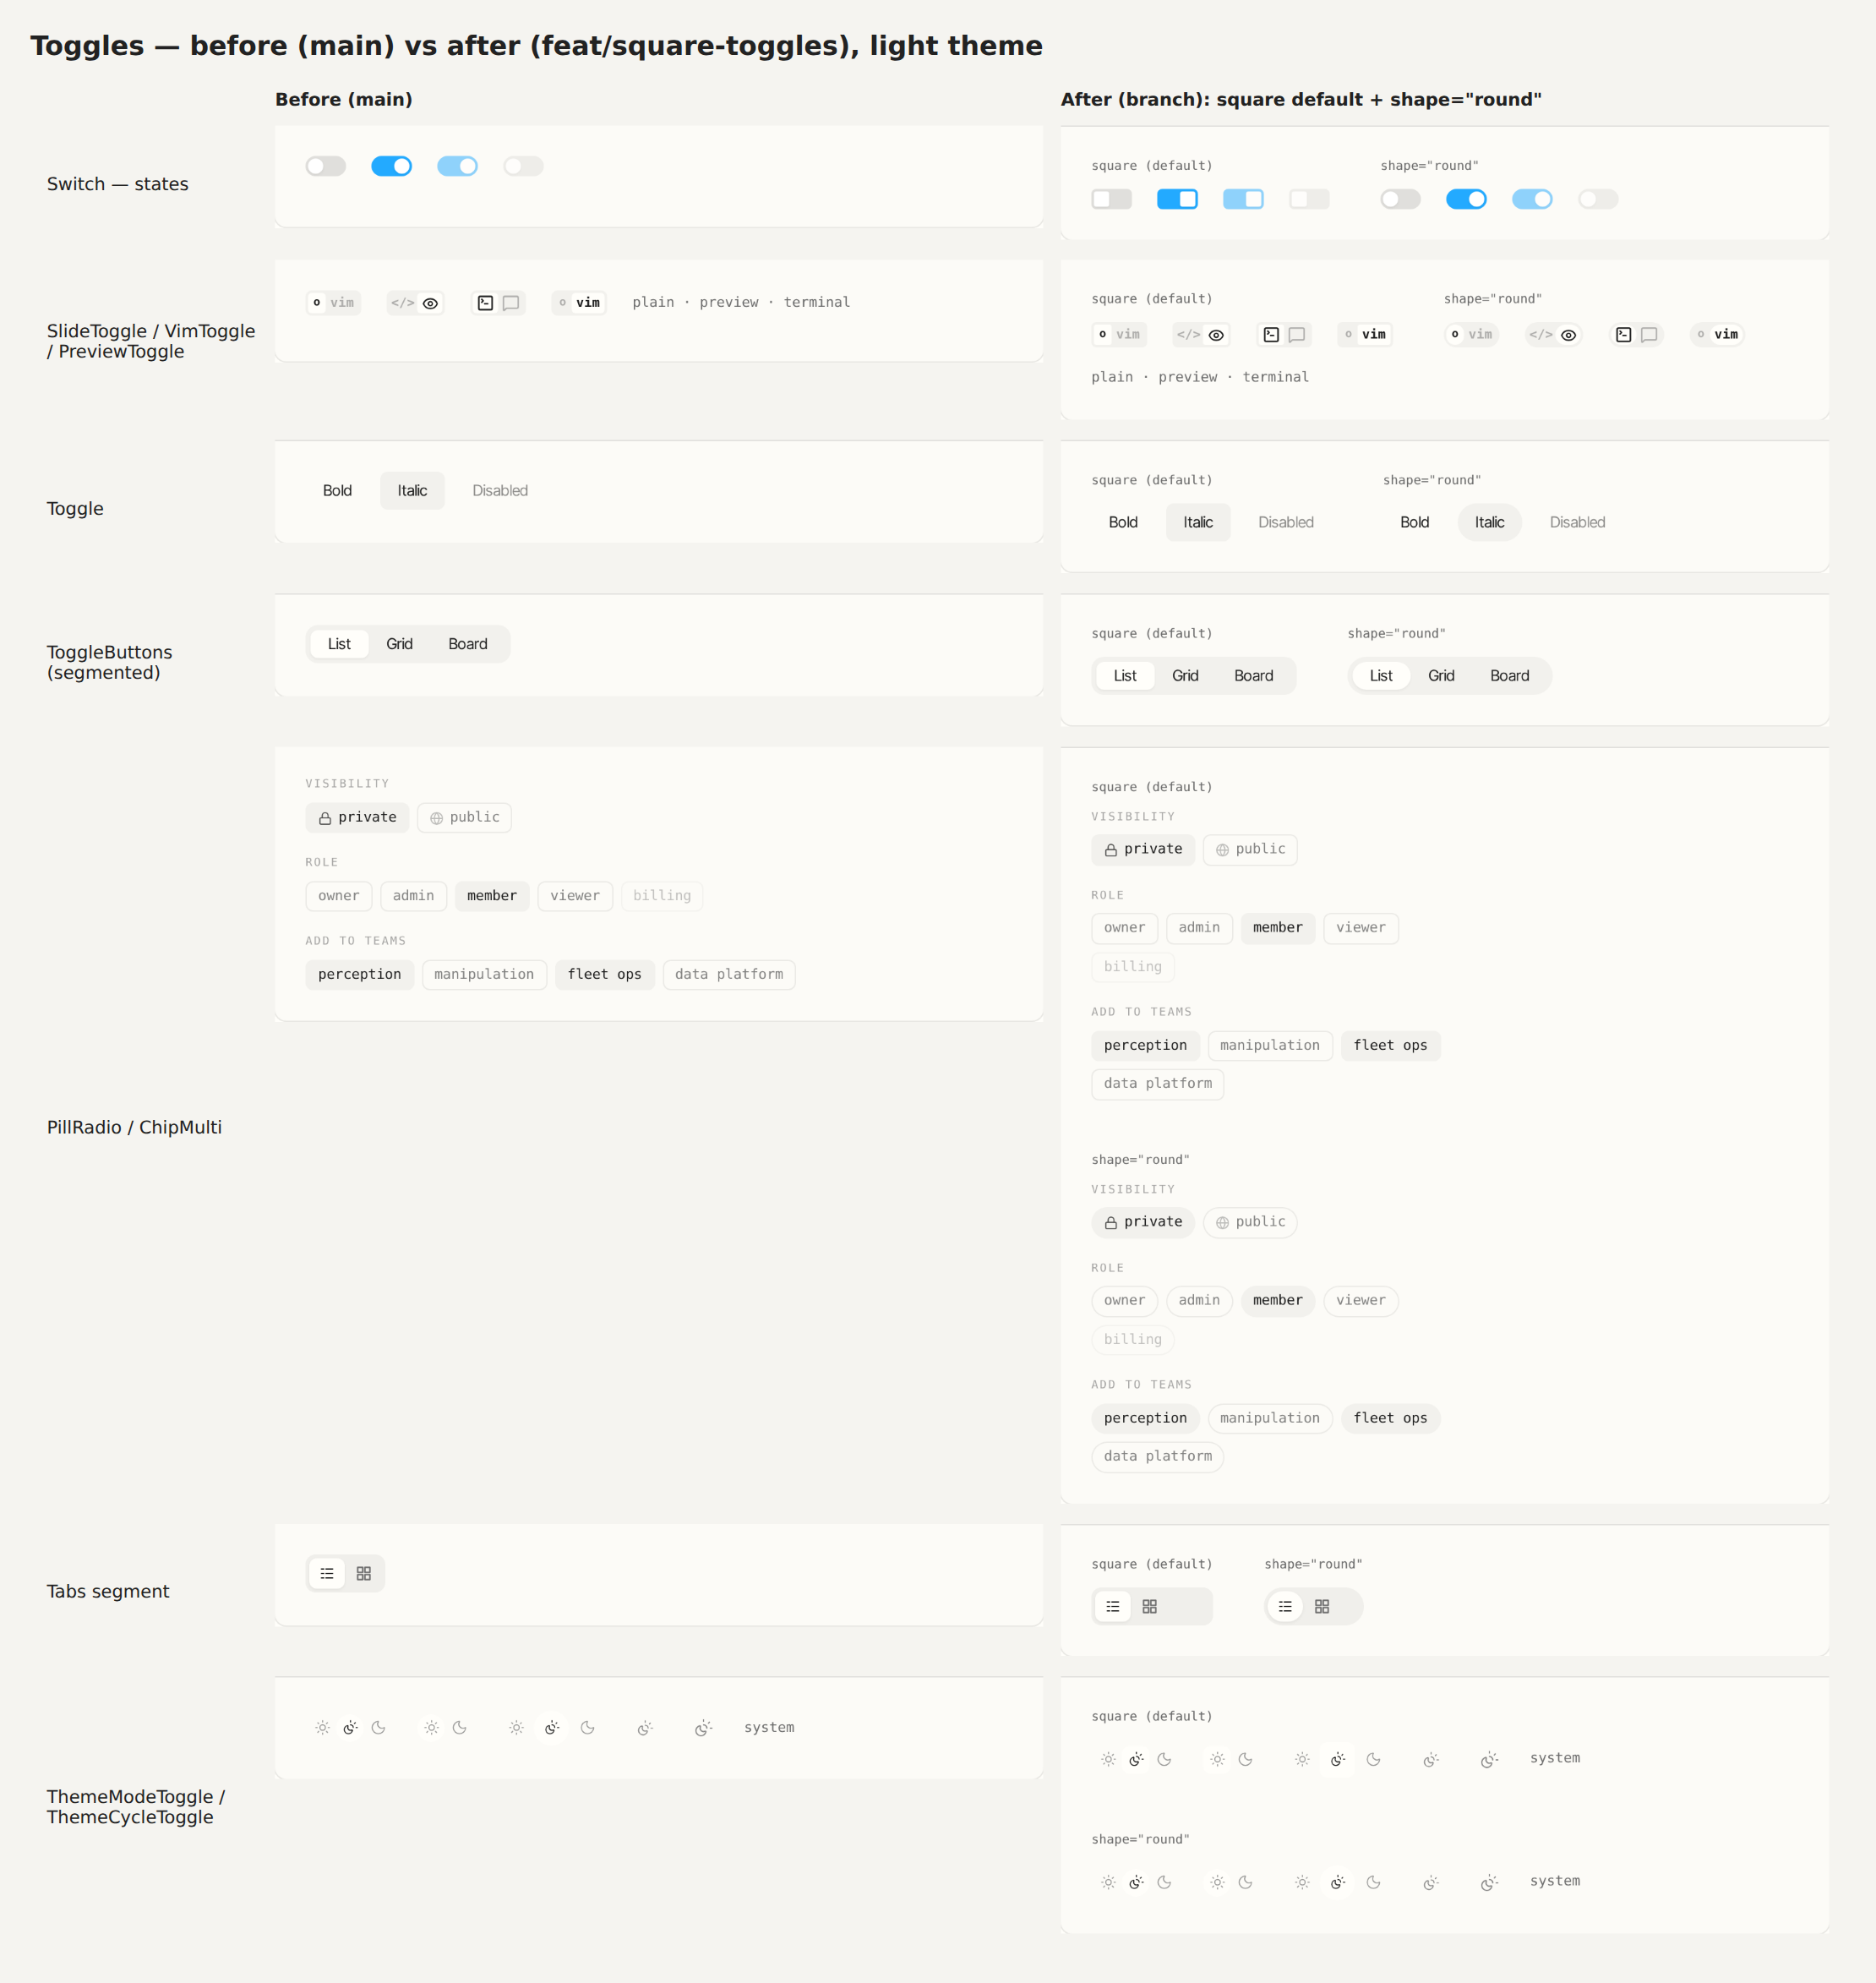 Toggles — before (main) vs after (feat/square-toggles), light theme
Before (main)
After (branch): square default + shape="round"
Switch — states
square (default)
shape="round"
SlideToggle / VimToggle
/ PreviewToggle
o vim
</>
o vim
plain · preview · terminal
square (default)
shape="round"
o vim
</>
o vim
o vim
</>
o vim
plain · preview · terminal
Toggle
Bold Italic Disabled
square (default)
shape="round"
Bold Italic Disabled
Bold Italic Disabled
ToggleButtons
(segmented)
List Grid Board
square (default)
shape="round"
List Grid Board
List Grid Board
PillRadio / ChipMulti
VISIBILITY
private public
ROLE
owner admin member viewer billing
ADD TO TEAMS
perception manipulation fleet ops data platform
square (default)
VISIBILITY
private public
ROLE
owner admin member viewer
billing
ADD TO TEAMS
perception manipulation fleet ops
data platform
shape="round"
VISIBILITY
private public
ROLE
owner admin member viewer
billing
ADD TO TEAMS
perception manipulation fleet ops
data platform
Tabs segment
square (default)
shape="round"
ThemeModeToggle /
ThemeCycleToggle
system
square (default)
system
shape="round"
system